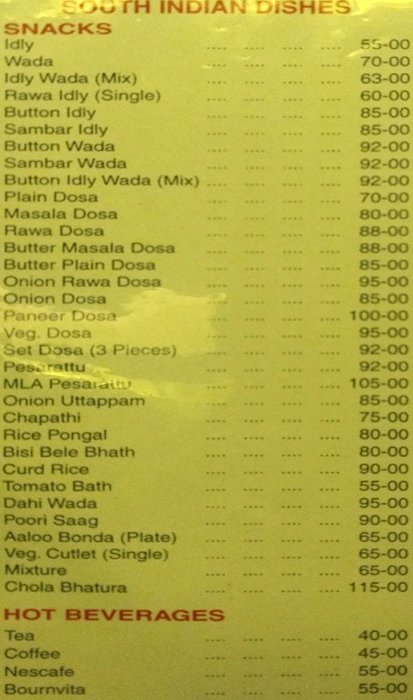 SOUTH INDIAN DISHES
SNACKS
Idly .... .... .... .... 55-00
Wada .... .... .... .... 70-00
Idly Wada (Mix) .... .... .... .... 63-00
Rawa Idly (Single) .... .... .... .... 60-00
Button Idly .... .... .... .... 85-00
Sambar Idly .... .... .... .... 85-00
Button Wada .... .... .... .... 92-00
Sambar Wada .... .... .... .... 92-00
Button Idly Wada (Mix) .... .... .... .... 92-00
Plain Dosa .... .... .... .... 70-00
Masala Dosa .... .... .... .... 80-00
Rawa Dosa .... .... .... .... 88-00
Butter Masala Dosa .... .... .... .... 88-00
Butter Plain Dosa .... .... .... .... 85-00
Onion Rawa Dosa .... .... .... .... 95-00
Onion Dosa .... .... .... .... 85-00
Paneer Dosa .... .... .... .... 100-00
Veg. Dosa .... .... .... .... 95-00
Set Dosa (3 Pieces) .... .... .... .... 92-00
Pesarattu .... .... .... .... 92-00
MLA Pesarattu .... .... .... .... 105-00
Onion Uttappam .... .... .... .... 85-00
Chapathi .... .... .... .... 75-00
Rice Pongal .... .... .... .... 80-00
Bisi Bele Bhath .... .... .... .... 80-00
Curd Rice .... .... .... .... 90-00
Tomato Bath .... .... .... .... 55-00
Dahi Wada .... .... .... .... 95-00
Poori Saag .... .... .... .... 90-00
Aaloo Bonda (Plate) .... .... .... .... 65-00
Veg. Cutlet (Single) .... .... .... .... 65-00
Mixture .... .... .... .... 65-00
Chola Bhatura .... .... .... .... 115-00
HOT BEVERAGES
Tea .... .... .... .... 40-00
Coffee .... .... .... .... 45-00
Nescafe .... .... .... .... 55-00
Bournvita .... .... .... .... 55-00